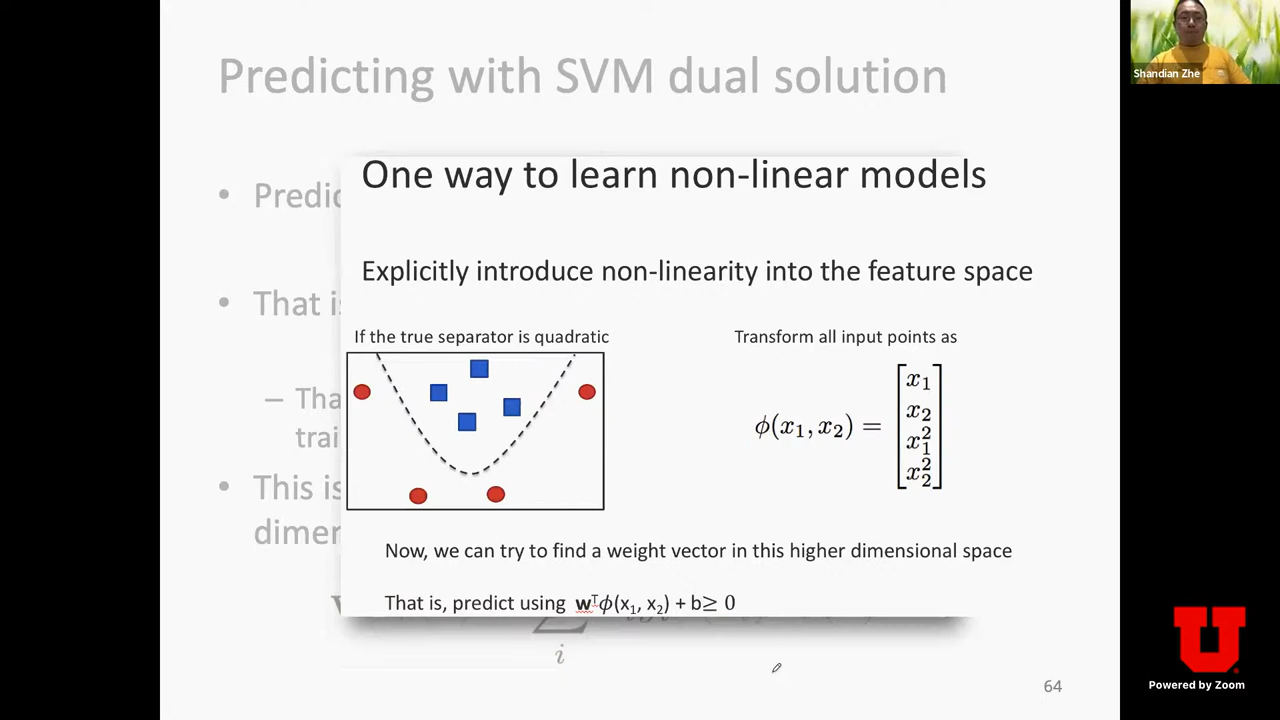 Predicting with SVM dual solution
Shandian Zhe
One way to learn non-linear models
• Predic
Explicitly introduce non-linearity into the feature space
• That is
If the true separator is quadratic
Transform all input points as
– Tha
trai
ϕ(x₁, x₂) = [x₁ x₂ x₁² x₂²]
• This is
dimen
Now, we can try to find a weight vector in this higher dimensional space
That is, predict using wᵀϕ(x₁, x₂) + b ≥ 0
i
64
U
Powered by Zoom